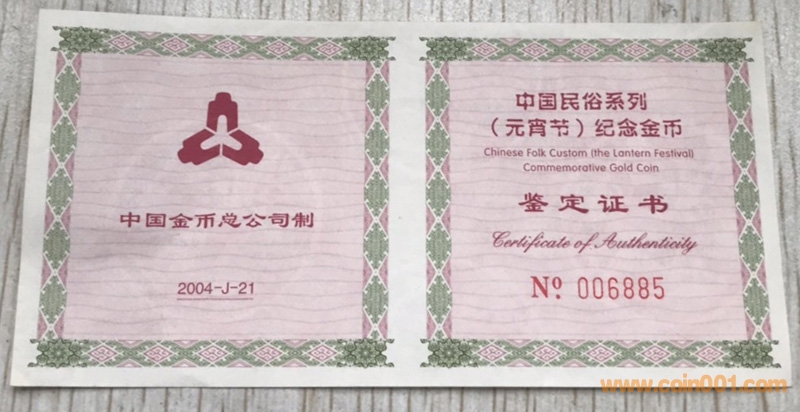 中国金币总公司制
2004-J-21
中国民俗系列
（元宵节）纪念金币
Chinese Folk Custom (the Lantern Festival)
Commemorative Gold Coin
鉴定证书
Certificate of Authenticity
Nº 006885
www.coin001.com